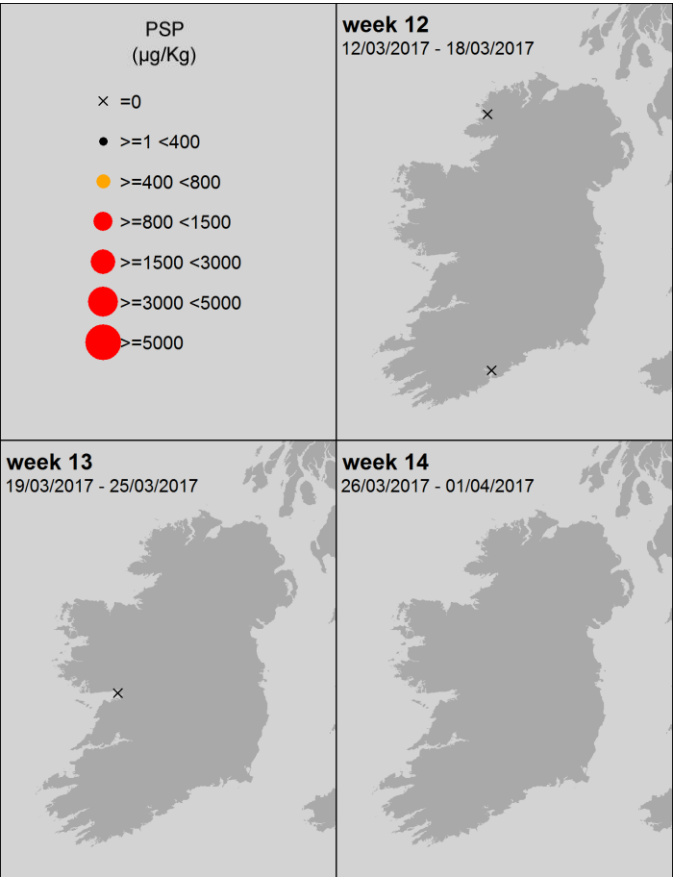 PSP
(µg/Kg)
=0
>=1 <400
>=400 <800
>=800 <1500
>=1500 <3000
>=3000 <5000
>=5000
week 12
12/03/2017 - 18/03/2017
week 13
19/03/2017 - 25/03/2017
week 14
26/03/2017 - 01/04/2017